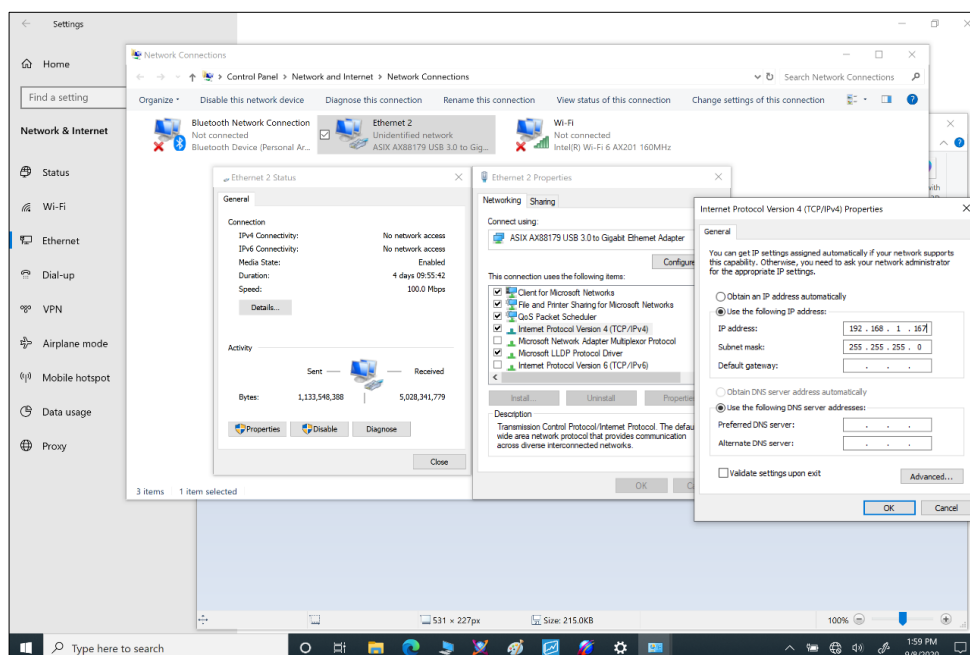 Settings
Home
Find a setting
Network & Internet
Status
Wi-Fi
Ethernet
Dial-up
VPN
Airplane mode
Mobile hotspot
Data usage
Proxy
Network Connections
Control Panel > Network and Internet > Network Connections
Search Network Connections
Organize
Disable this network device
Diagnose this connection
Rename this connection
View status of this connection
Change settings of this connection
Bluetooth Network Connection
Not connected
Bluetooth Device (Personal Ar...
Ethernet 2
Unidentified network
ASIX AX88179 USB 3.0 to Gig...
Wi-Fi
Not connected
Intel(R) Wi-Fi 6 AX201 160MHz
Ethernet 2 Status
General
Connection
IPv4 Connectivity: No network access
IPv6 Connectivity: No network access
Media State: Enabled
Duration: 4 days 09:55:42
Speed: 100.0 Mbps
Details...
Activity
Sent
Received
Bytes: 1,133,548,388 5,028,341,779
Properties
Disable
Diagnose
Close
3 items
1 item selected
Ethernet 2 Properties
Networking
Sharing
Connect using:
ASIX AX88179 USB 3.0 to Gigabit Ethernet Adapter
Configure
This connection uses the following items:
Client for Microsoft Networks
File and Printer Sharing for Microsoft Networks
QoS Packet Scheduler
Internet Protocol Version 4 (TCP/IPv4)
Microsoft Network Adapter Multiplexor Protocol
Microsoft LLDP Protocol Driver
Internet Protocol Version 6 (TCP/IPv6)
Install...
Uninstall
Propertie
Description
Transmission Control Protocol/Internet Protocol. The defau
wide area network protocol that provides communication
across diverse interconnected networks.
OK
C
with
Internet Protocol Version 4 (TCP/IPv4) Properties
General
You can get IP settings assigned automatically if your network supports
this capability. Otherwise, you need to ask your network administrator
for the appropriate IP settings.
Obtain an IP address automatically
Use the following IP address:
IP address: 192 . 168 . 1 . 167
Subnet mask: 255 . 255 . 255 . 0
Default gateway: . . .
Obtain DNS server address automatically
Use the following DNS server addresses:
Preferred DNS server: . . .
Alternate DNS server: . . .
Validate settings upon exit
Advanced...
OK
Cancel
531 × 227px
Size: 215.0KB
100%
Type here to search
1:59 PM
9/8/2020